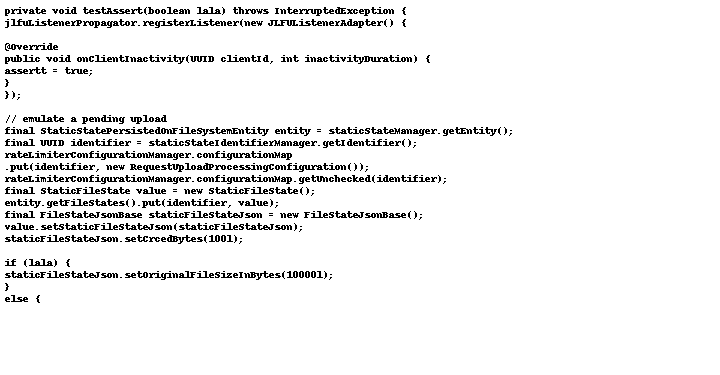 private void testAssert(boolean lala) throws InterruptedException {
jlfuListenerPropagator.registerListener(new JLFUListenerAdapter() {
@Override
public void onClientInactivity(UUID clientId, int inactivityDuration) {
assertt = true;
}
});
// emulate a pending upload
final StaticStatePersistedOnFileSystemEntity entity = staticStateManager.getEntity();
final UUID identifier = staticStateIdentifierManager.getIdentifier();
rateLimiterConfigurationManager.configurationMap
.put(identifier, new RequestUploadProcessingConfiguration());
rateLimiterConfigurationManager.configurationMap.getUnchecked(identifier);
final StaticFileState value = new StaticFileState();
entity.getFileStates().put(identifier, value);
final FileStateJsonBase staticFileStateJson = new FileStateJsonBase();
value.setStaticFileStateJson(staticFileStateJson);
staticFileStateJson.setCrcedBytes(100l);
if (lala) {
staticFileStateJson.setOriginalFileSizeInBytes(10000l);
}
else {